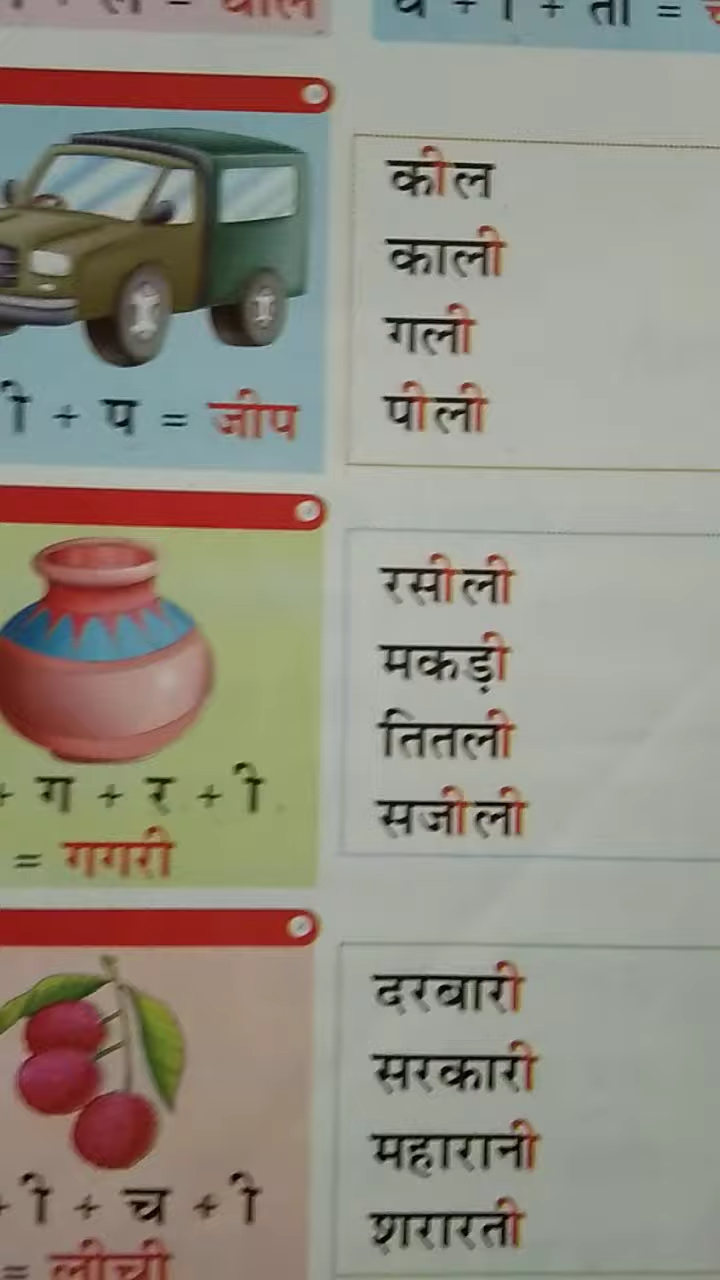 = चील
च + ी + ता =
ी + प = जीप
कील
काली
गली
पीली
+ ग + र + ी
= गगरी
रसीली
मकड़ी
तितली
सजीली
+ ी + च + ी
= लीची
दरबारी
सरकारी
महारानी
शरारती